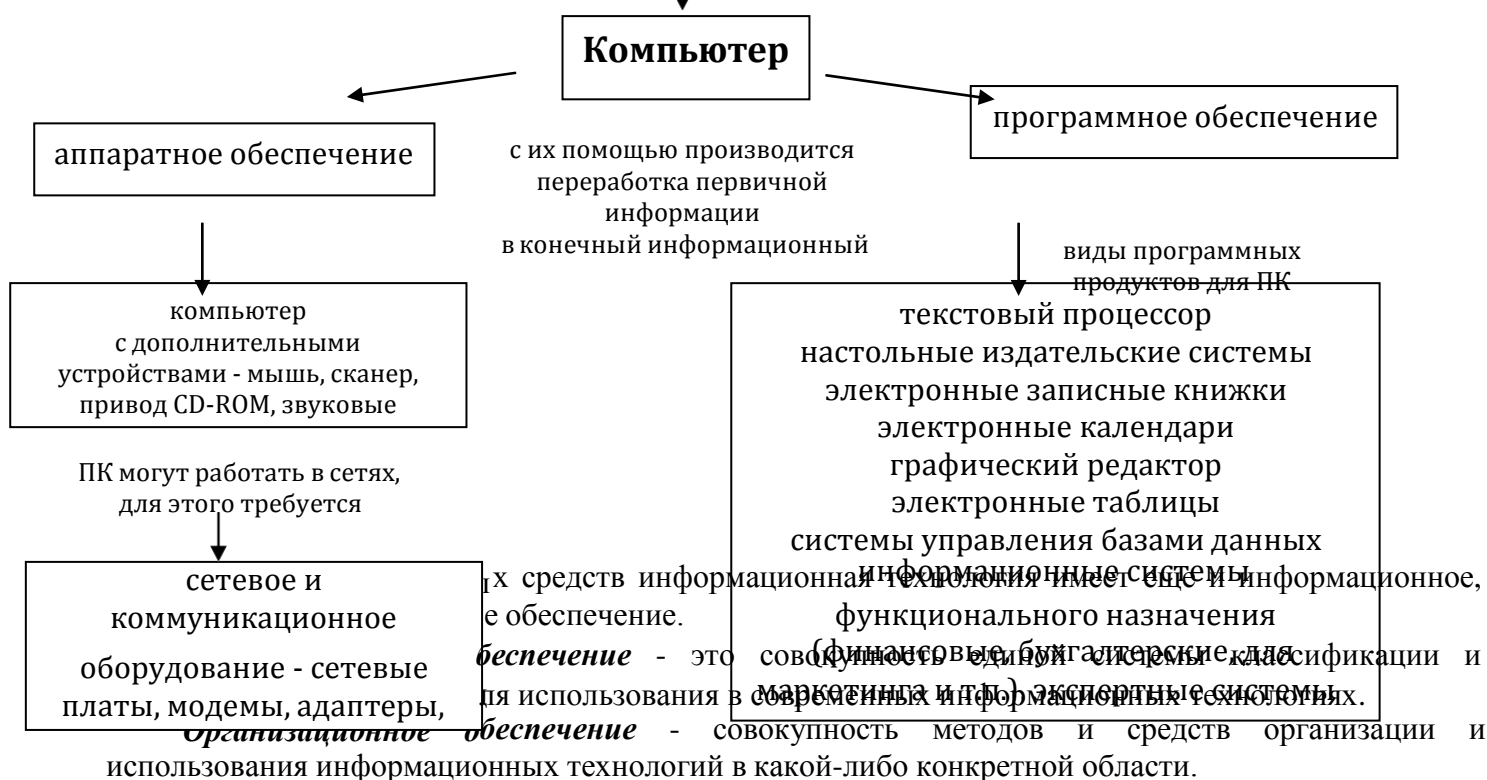 Компьютер
аппаратное обеспечение
с их помощью производится
переработка первичной
информации
в конечный информационный
программное обеспечение
компьютер
с дополнительными
устройствами - мышь, сканер,
привод CD-ROM, звуковые
виды программных
продуктов для ПК
текстовый процессор
настольные издательские системы
электронные записные книжки
электронные календари
графический редактор
электронные таблицы
системы управления базами данных
информационные системы
функционального назначения
(финансовые, бухгалтерские, для
маркетинга и т.п.), экспертные системы
ПК могут работать в сетях,
для этого требуется
сетевое и
коммуникационное
оборудование - сетевые
платы, модемы, адаптеры,
х средств информационная технология имеет еще и информационное,
е обеспечение.
беспечение - это совокупность единой системы классификации и
ля использования в современных информационных технологиях.
Организационное обеспечение - совокупность методов и средств организации и
использования информационных технологий в какой-либо конкретной области.